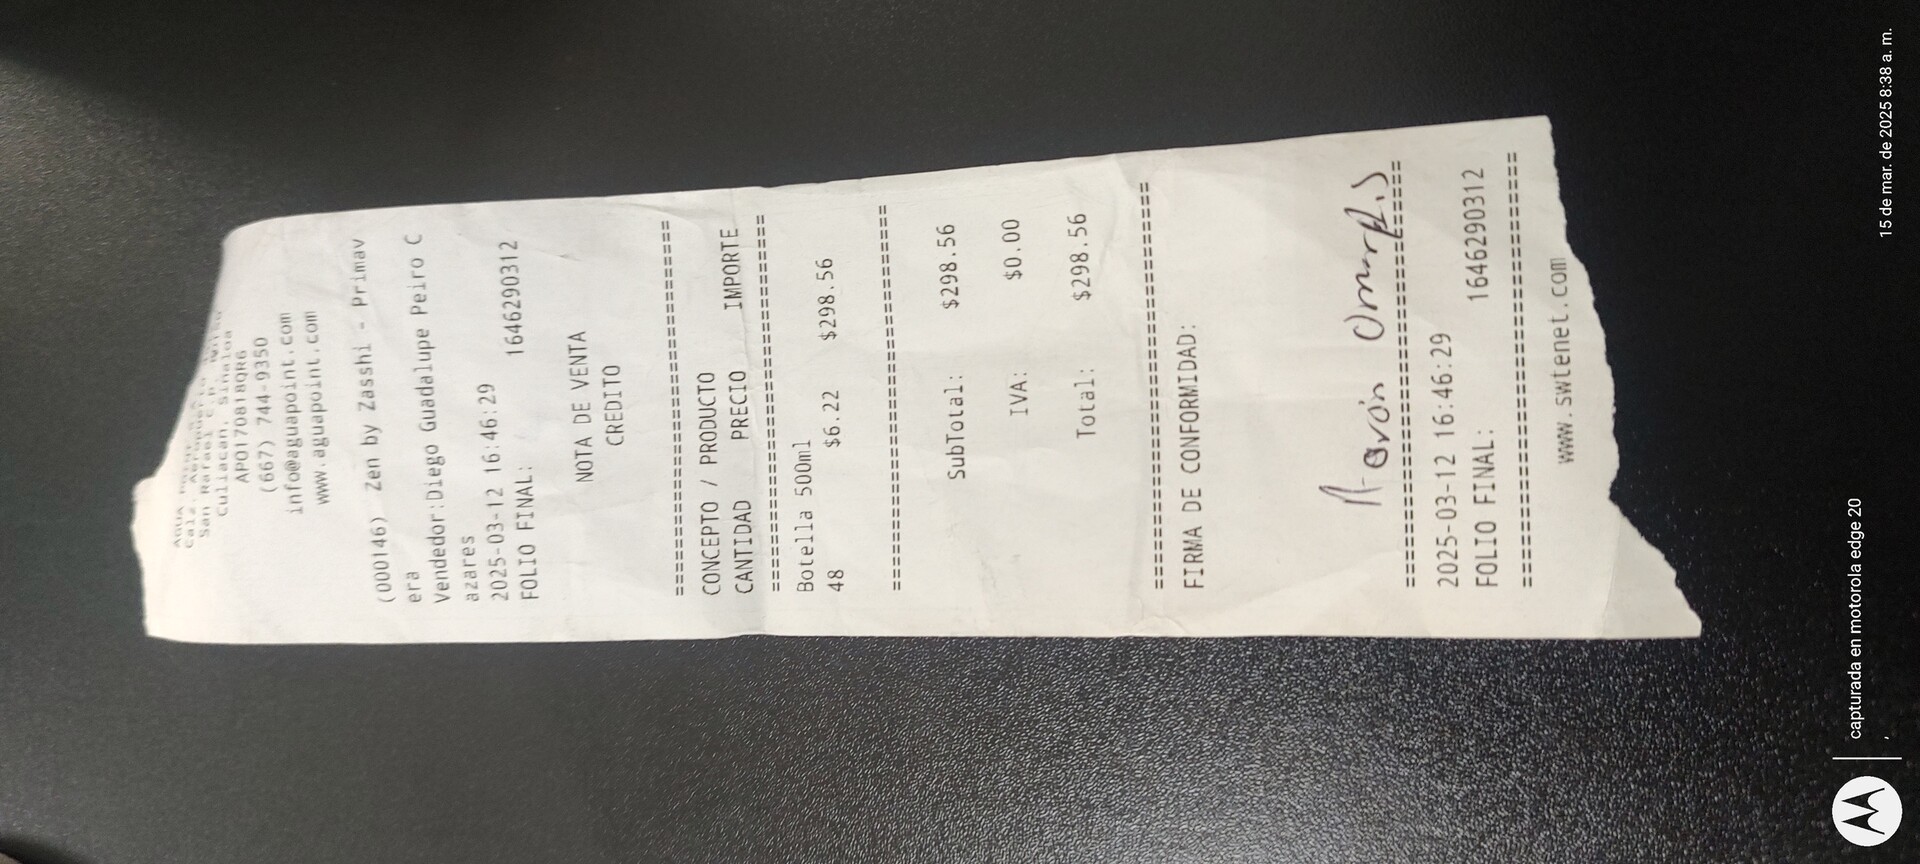 AGUA
San Rafael
Culiacan, Sinaloa
APO170818QR6
(667) 744-9350
info@aguapoint.com
www.aguapoint.com
(000146) Zen by Zasshi - Primav
era
Vendedor:Diego Guadalupe Peiro C
azares
2025-03-12 16:46:29
FOLIO FINAL: 1646290312
NOTA DE VENTA
CREDITO
================================
CONCEPTO / PRODUCTO
CANTIDAD PRECIO IMPORTE
================================
Botella 500ml
48 $6.22 $298.56
================================
SubTotal: $298.56
IVA: $0.00
Total: $298.56
================================
FIRMA DE CONFORMIDAD:
================================
2025-03-12 16:46:29
FOLIO FINAL: 1646290312
================================
www.swtenet.com
capturada en motorola edge 20
15 de mar. de 2025 8:38 a. m.